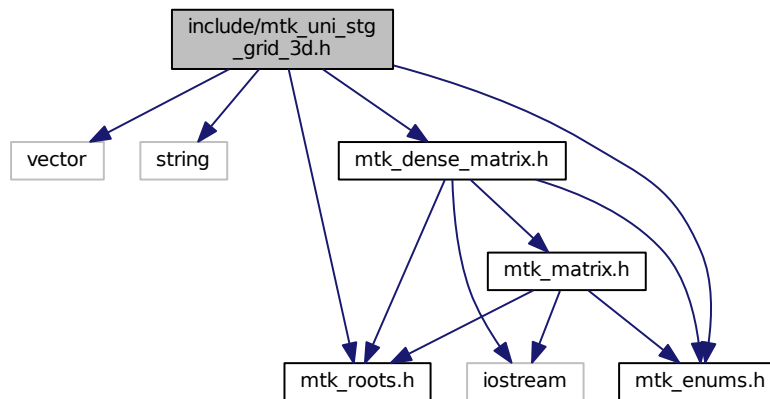 include/mtk_uni_stg
_grid_3d.h
vector
string
mtk_dense_matrix.h
mtk_matrix.h
mtk_roots.h
iostream
mtk_enums.h